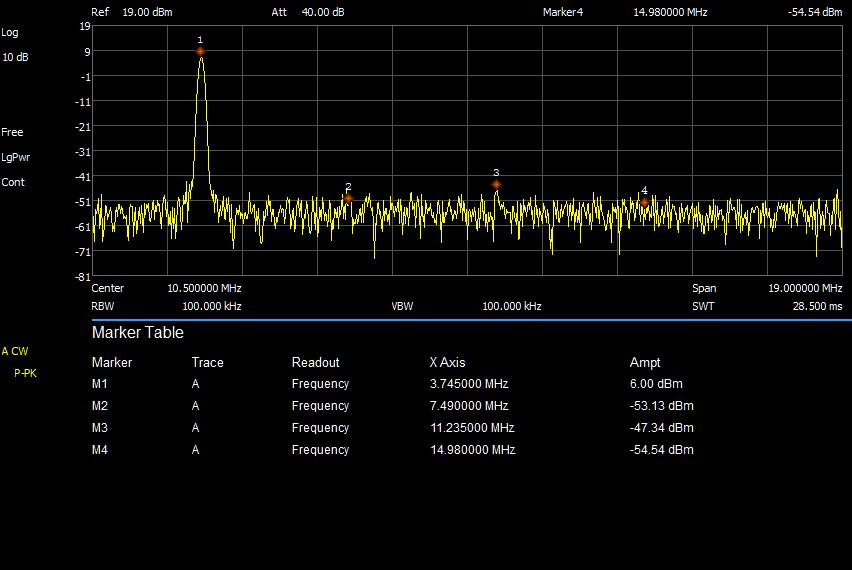 Ref 19.00 dBm Att 40.00 dB Marker4 14.980000 MHz -54.54 dBm
Log
10 dB
Free
LgPwr
Cont
19
9
-1
-11
-21
-31
-41
-51
-61
-71
-81
1
2
3
4
Center 10.500000 MHz Span 19.000000 MHz
RBW 100.000 kHz VBW 100.000 kHz SWT 28.500 ms
A CW
P-PK
Marker Table
Marker Trace Readout X Axis Ampt
M1 A Frequency 3.745000 MHz 6.00 dBm
M2 A Frequency 7.490000 MHz -53.13 dBm
M3 A Frequency 11.235000 MHz -47.34 dBm
M4 A Frequency 14.980000 MHz -54.54 dBm